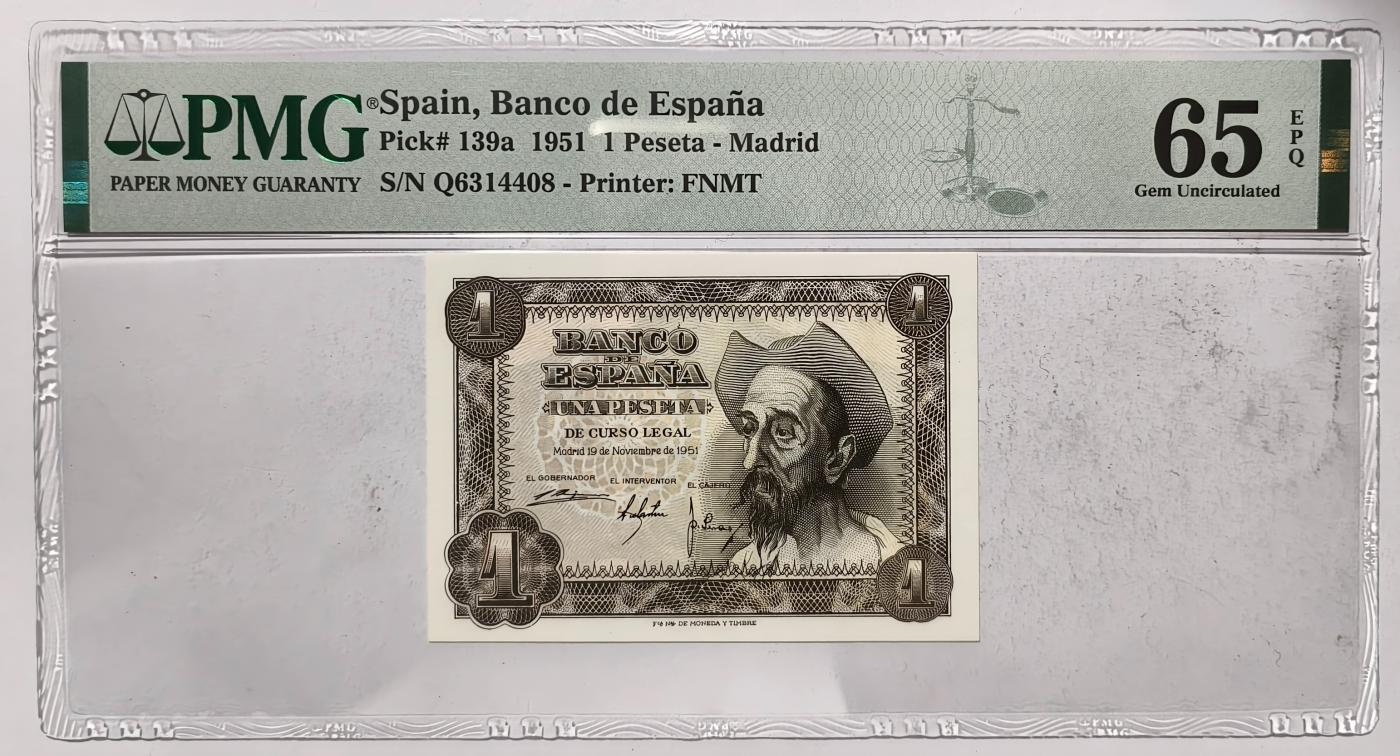 PMG® Spain, Banco de España
Pick# 139a 1951 1 Peseta - Madrid
PAPER MONEY GUARANTY S/N Q6314408 - Printer: FNMT
65
EPQ
Gem Uncirculated
1
1
BANCO
DE
ESPAÑA
UNA PESETA
DE CURSO LEGAL
Madrid 19 de Noviembre de 1951
EL GOBERNADOR EL INTERVENTOR EL CAJERO
1
1
DE MONEDA Y TIMBRE